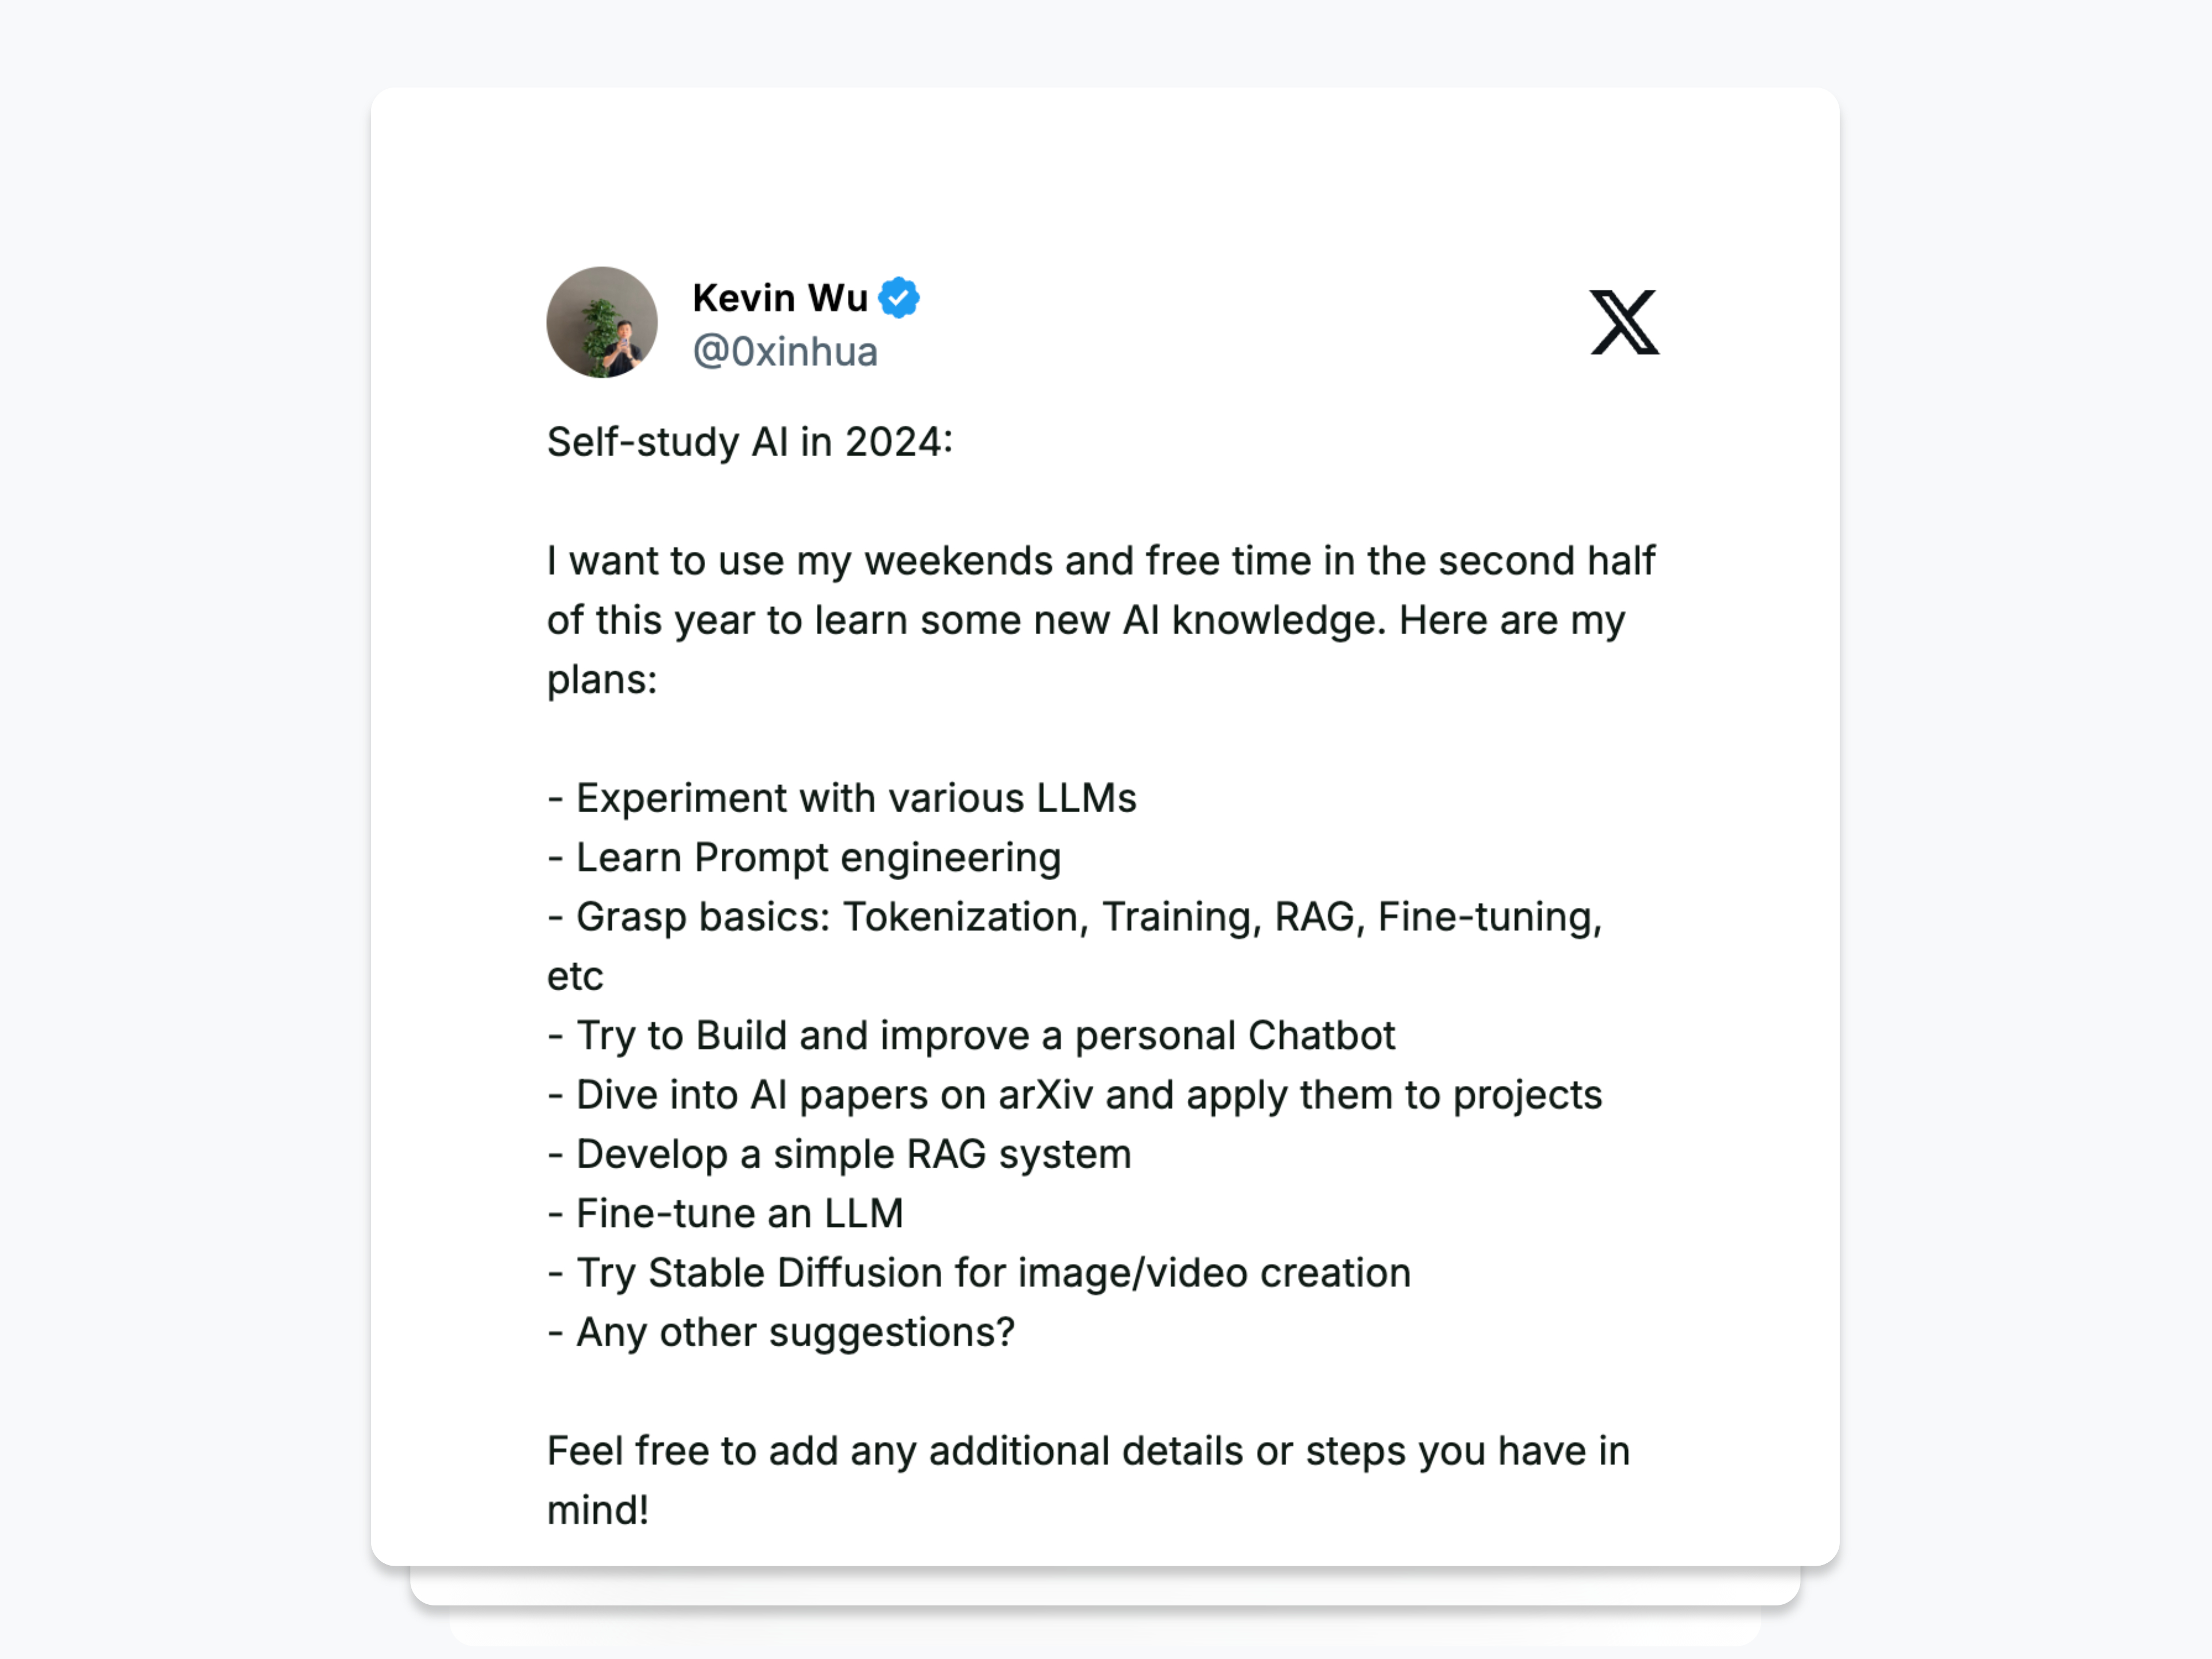 Kevin Wu
@0xinhua
Self-study AI in 2024:
I want to use my weekends and free time in the second half
of this year to learn some new AI knowledge. Here are my
plans:
- Experiment with various LLMs
- Learn Prompt engineering
- Grasp basics: Tokenization, Training, RAG, Fine-tuning,
etc
- Try to Build and improve a personal Chatbot
- Dive into AI papers on arXiv and apply them to projects
- Develop a simple RAG system
- Fine-tune an LLM
- Try Stable Diffusion for image/video creation
- Any other suggestions?
Feel free to add any additional details or steps you have in
mind!